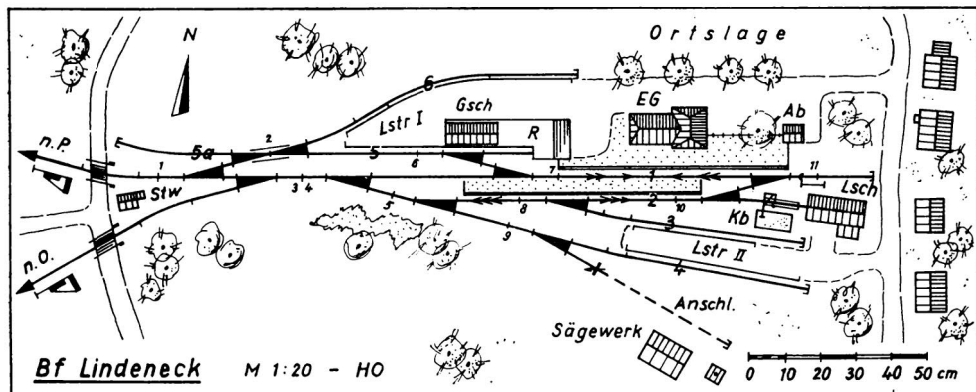 Ortslage
N
6
Gsch
EG
Ab
Lstr I
R
n.P.
5a
2
5
6
7
1
11
1
Stw
3 4
Lsch
5
8
2
10
Kb
3
9
Lstr II
4
n.O.
Anschl.
Sägewerk
Bf Lindeneck M 1:20 - HO
0 10 20 30 40 50 cm